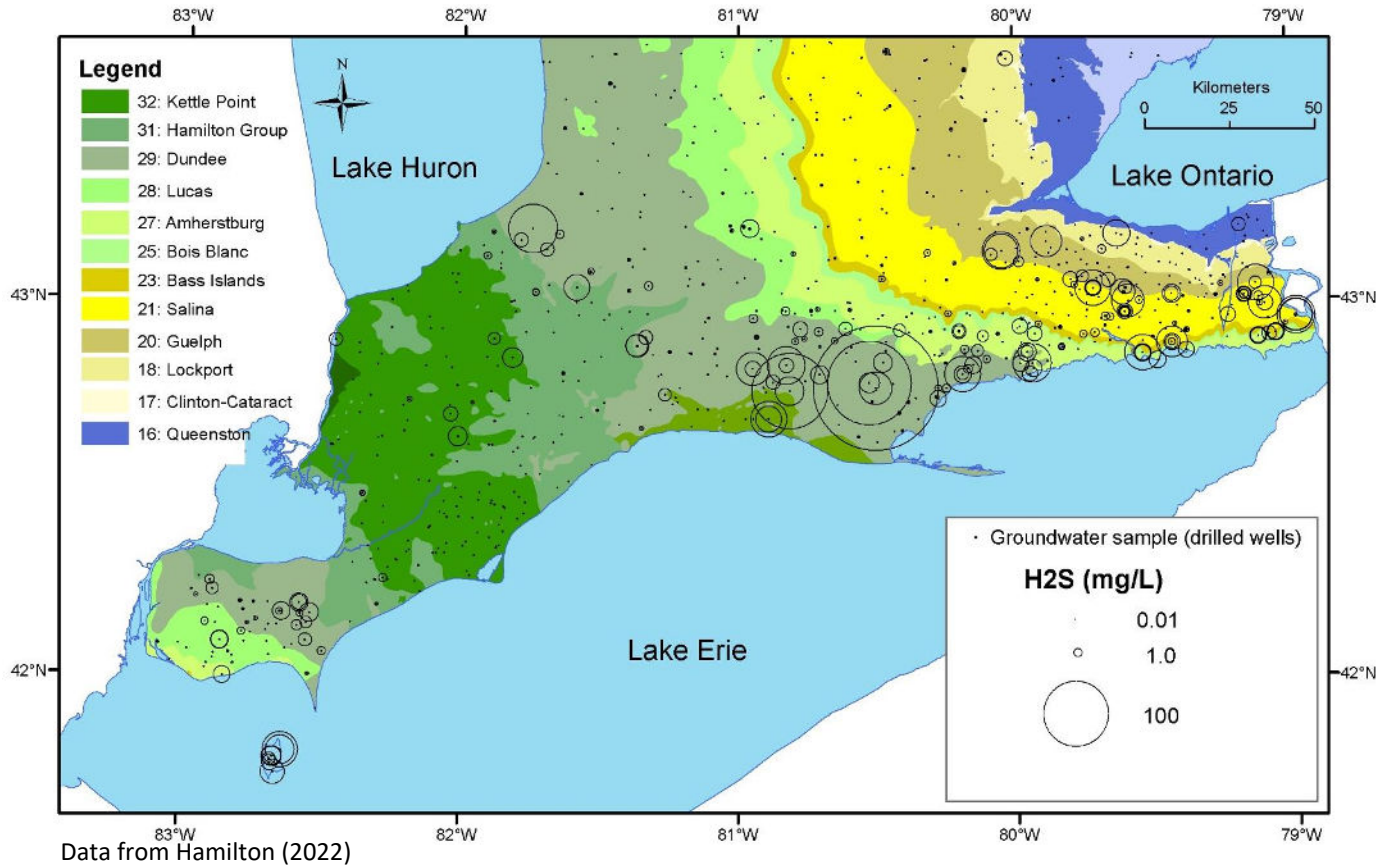 83°W 82°W 81°W 80°W 79°W
Legend
32: Kettle Point
31: Hamilton Group
29: Dundee
28: Lucas
27: Amherstburg
25: Bois Blanc
23: Bass Islands
21: Salina
20: Guelph
18: Lockport
17: Clinton-Cataract
16: Queenston
N
Kilometers
0 25 50
Lake Huron
Lake Ontario
43°N 43°N
Lake Erie
42°N 42°N
Groundwater sample (drilled wells)
H2S (mg/L)
0.01
1.0
100
83°W 82°W 81°W 80°W 79°W
Data from Hamilton (2022)